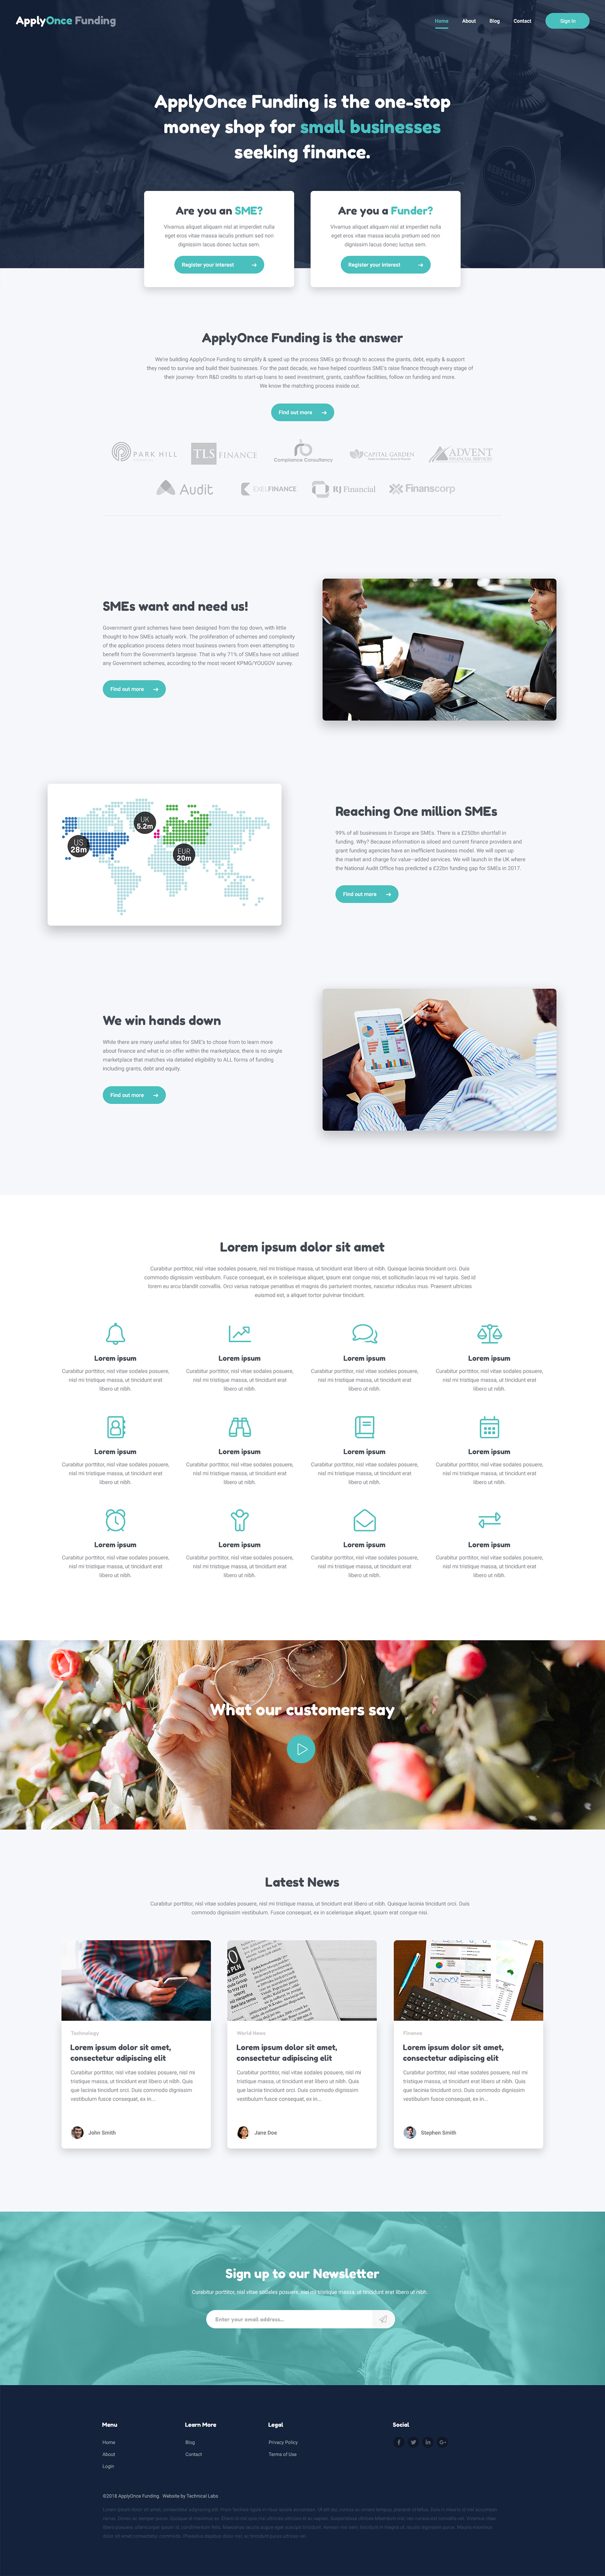 ApplyOnce Funding
Home About Blog Contact Sign In
ApplyOnce Funding is the one-stop
money shop for small businesses
seeking finance.
Are you an SME?
Vivamus aliquet aliquam nisl at imperdiet nulla
eget eros vitae massa iaculis pretium sed non
dignissim lacus donec luctus sem.
Register your interest
Are you a Funder?
Vivamus aliquet aliquam nisl at imperdiet nulla
eget eros vitae massa iaculis pretium sed non
dignissim lacus donec luctus sem.
Register your interest
ApplyOnce Funding is the answer
We're building ApplyOnce Funding to simplify & speed up the process SMEs go through to access the grants, debt, equity & support
they need to survive and build their businesses. For the past decade, we have helped countless SME's raise finance through every stage of
their journey- from R&D credits to start-up loans to seed investment, grants, cashflow facilities, follow on funding and more.
We know the matching process inside out.
Find out more
PARK HILL
TLS FINANCE
Compliance Consultancy
CAPITAL GARDEN
ADVENT
FINANCIAL SERVICES
Audit
EXELFINANCE
RJ Financial
Finanscorp
SMEs want and need us!
Government grant schemes have been designed from the top down, with little
thought to how SMEs actually work. The proliferation of schemes and complexity
of the application process deters most business owners from even attempting to
benefit from the Government's largesse. That is why 71% of SMEs have not utilised
any Government schemes, according to the most recent KPMG/YOUGOV survey.
Find out more
US
28m
UK
5.2m
EUR
20m
Reaching One million SMEs
99% of all businesses in Europe are SMEs. There is a £250bn shortfall in
funding. Why? Because information is siloed and current finance providers and
grant funding agencies have an inefficient business model. We will open up
the market and charge for value-added services. We will launch in the UK where
the National Audit Office has predicted a £22bn funding gap for SMEs in 2017.
Find out more
We win hands down
While there are many useful sites for SME's to chose from to learn more
about finance and what is on offer within the marketplace, there is no single
marketplace that matches via detailed eligibility to ALL forms of funding
including grants, debt and equity.
Find out more
Lorem ipsum dolor sit amet
Curabitur porttitor, nisl vitae sodales posuere, nisl mi tristique massa, ut tincidunt erat libero ut nibh. Quisque lacinia tincidunt orci. Duis
commodo dignissim vestibulum. Fusce consequat, ex in scelerisque aliquet, ipsum erat congue nisi, et sollicitudin lacus mi vel turpis. Sed id
lorem eu arcu blandit convallis. Orci varius natoque penatibus et magnis dis parturient montes, nascetur ridiculus mus. Praesent ultricies
euismod est, a aliquet tortor pulvinar tincidunt.
Lorem ipsum
Curabitur porttitor, nisl vitae sodales posuere,
nisl mi tristique massa, ut tincidunt erat
libero ut nibh.
Lorem ipsum
Curabitur porttitor, nisl vitae sodales posuere,
nisl mi tristique massa, ut tincidunt erat
libero ut nibh.
Lorem ipsum
Curabitur porttitor, nisl vitae sodales posuere,
nisl mi tristique massa, ut tincidunt erat
libero ut nibh.
Lorem ipsum
Curabitur porttitor, nisl vitae sodales posuere,
nisl mi tristique massa, ut tincidunt erat
libero ut nibh.
Lorem ipsum
Curabitur porttitor, nisl vitae sodales posuere,
nisl mi tristique massa, ut tincidunt erat
libero ut nibh.
Lorem ipsum
Curabitur porttitor, nisl vitae sodales posuere,
nisl mi tristique massa, ut tincidunt erat
libero ut nibh.
Lorem ipsum
Curabitur porttitor, nisl vitae sodales posuere,
nisl mi tristique massa, ut tincidunt erat
libero ut nibh.
Lorem ipsum
Curabitur porttitor, nisl vitae sodales posuere,
nisl mi tristique massa, ut tincidunt erat
libero ut nibh.
Lorem ipsum
Curabitur porttitor, nisl vitae sodales posuere,
nisl mi tristique massa, ut tincidunt erat
libero ut nibh.
Lorem ipsum
Curabitur porttitor, nisl vitae sodales posuere,
nisl mi tristique massa, ut tincidunt erat
libero ut nibh.
Lorem ipsum
Curabitur porttitor, nisl vitae sodales posuere,
nisl mi tristique massa, ut tincidunt erat
libero ut nibh.
Lorem ipsum
Curabitur porttitor, nisl vitae sodales posuere,
nisl mi tristique massa, ut tincidunt erat
libero ut nibh.
What our customers say
Latest News
Curabitur porttitor, nisl vitae sodales posuere, nisl mi tristique massa, ut tincidunt erat libero ut nibh. Quisque lacinia tincidunt orci. Duis
commodo dignissim vestibulum. Fusce consequat, ex in scelerisque aliquet, ipsum erat congue nisi
Technology
Lorem ipsum dolor sit amet,
consectetur adipiscing elit
Curabitur porttitor, nisl vitae sodales posuere, nisl mi
tristique massa, ut tincidunt erat libero ut nibh. Quis
que lacinia tincidunt orci. Duis commodo dignissim
vestibulum fusce consequat, ex in...
John Smith
World News
Lorem ipsum dolor sit amet,
consectetur adipiscing elit
Curabitur porttitor, nisl vitae sodales posuere, nisl mi
tristique massa, ut tincidunt erat libero ut nibh. Quis
que lacinia tincidunt orci. Duis commodo dignissim
vestibulum fusce consequat, ex in...
Jane Doe
Finance
Lorem ipsum dolor sit amet,
consectetur adipiscing elit
Curabitur porttitor, nisl vitae sodales posuere, nisl mi
tristique massa, ut tincidunt erat libero ut nibh. Quis
que lacinia tincidunt orci. Duis commodo dignissim
vestibulum fusce consequat, ex in...
Stephen Smith
Sign up to our Newsletter
Curabitur porttitor, nisl vitae sodales posuere, nisl mi tristique massa, ut tincidunt erat libero ut nibh
Enter your email address...
Menu
Home
About
Login
Learn More
Blog
Contact
Legal
Privacy Policy
Terms of Use
Social
©2018 ApplyOnce Funding. Website by Technical Labs